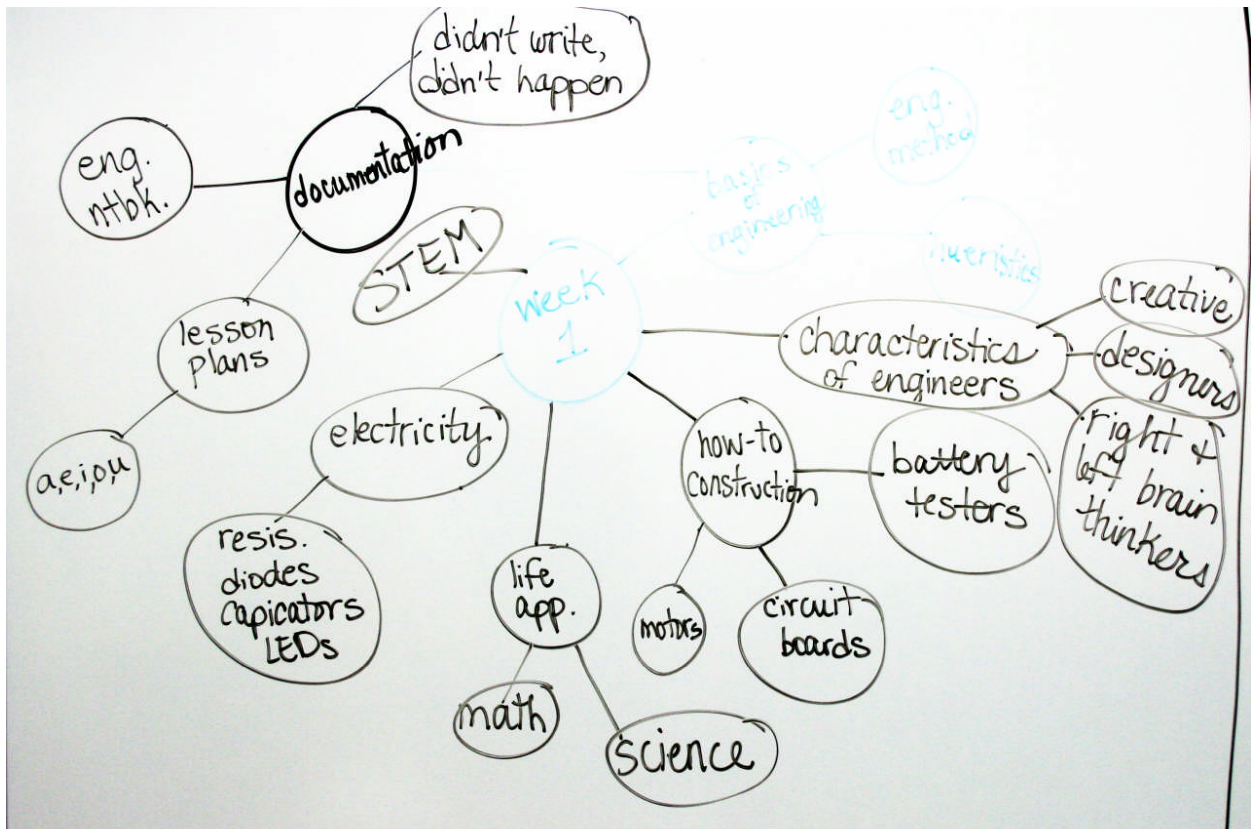 didn't write,
didn't happen
eng.
ntbk.
documentation
eng.
method
basics
of
engineering
hueristics
STEM
week
1
creative
characteristics
of engineers
designers
lesson
plans
electricity
how-to
construction
battery
testers
right &
left brain
thinkers
a,e,i,o,u
resis.
diodes
capicators
LEDs
life
app.
motors
circuit
boards
math
science